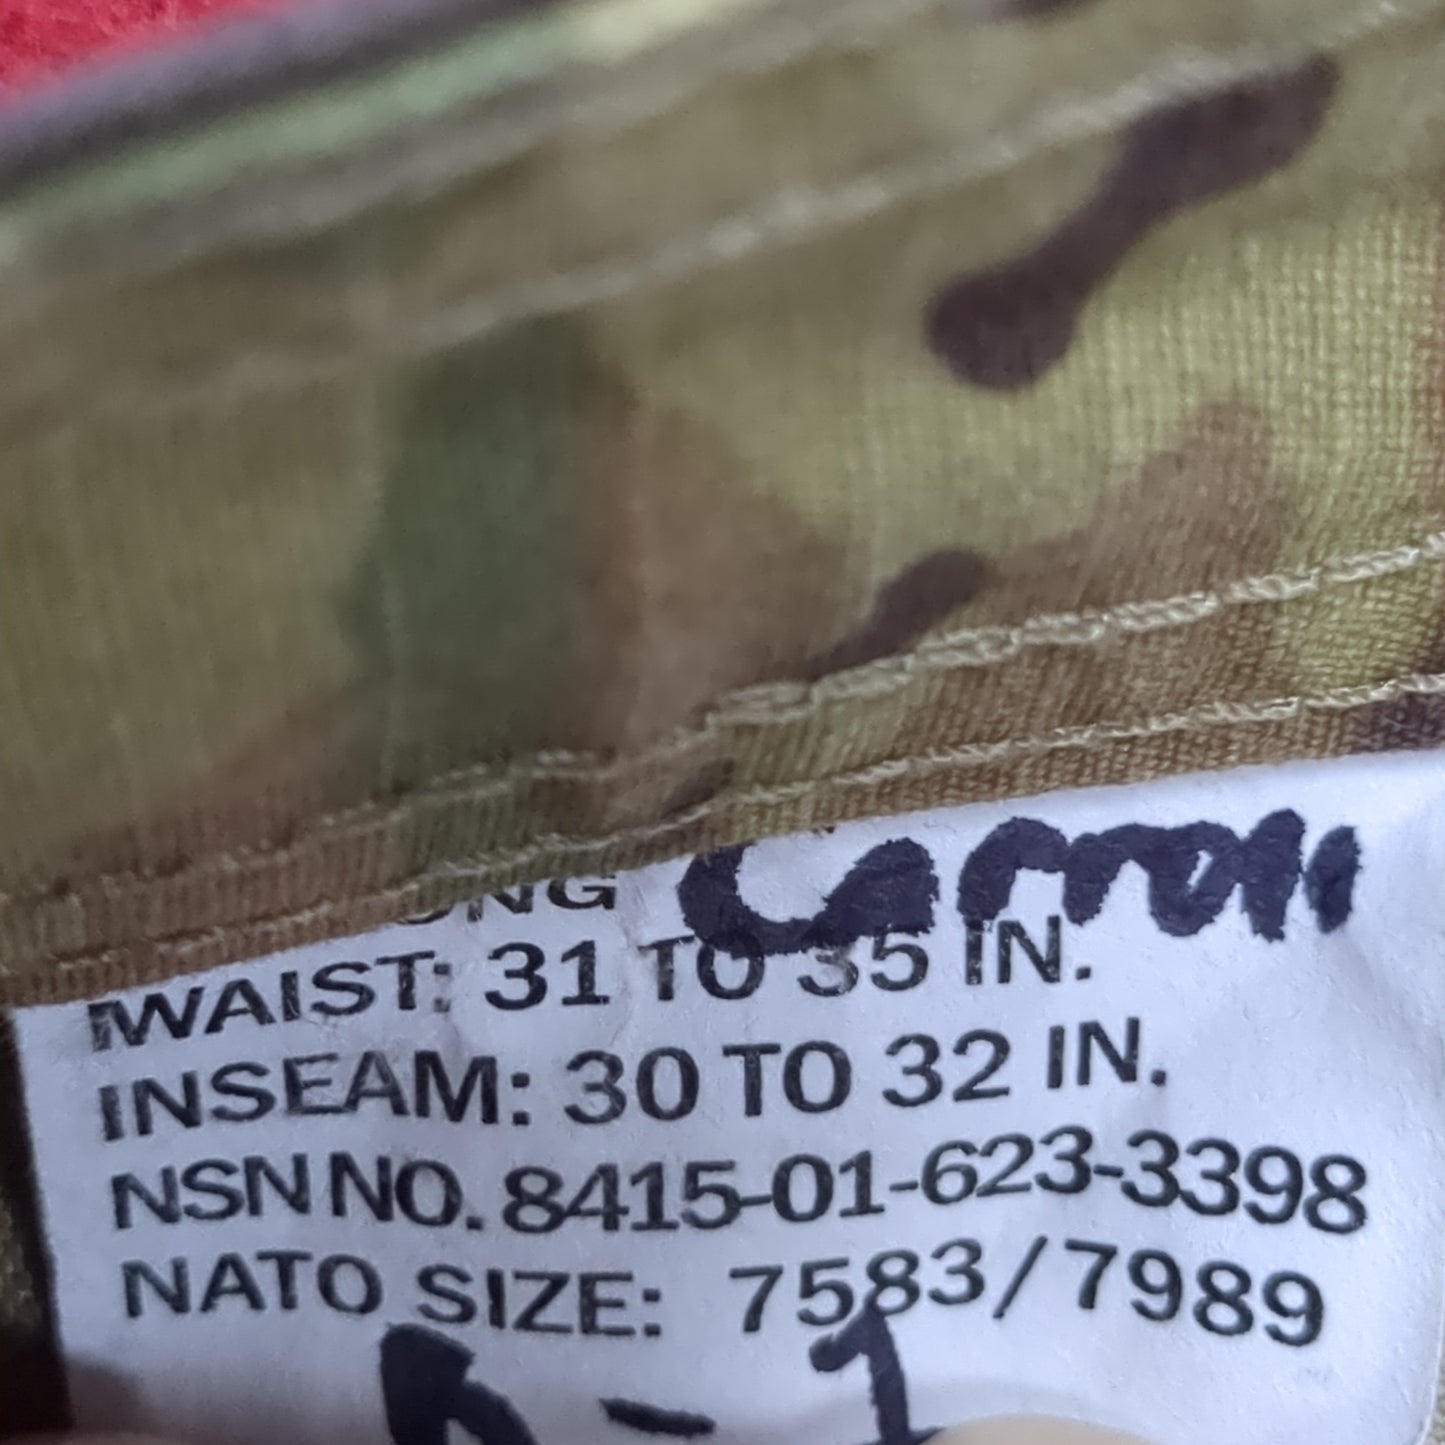 Carroll
WAIST: 31 TO 35 IN.
INSEAM: 30 TO 32 IN.
NSN NO. 8415-01-623-3398
NATO SIZE: 7583/7989